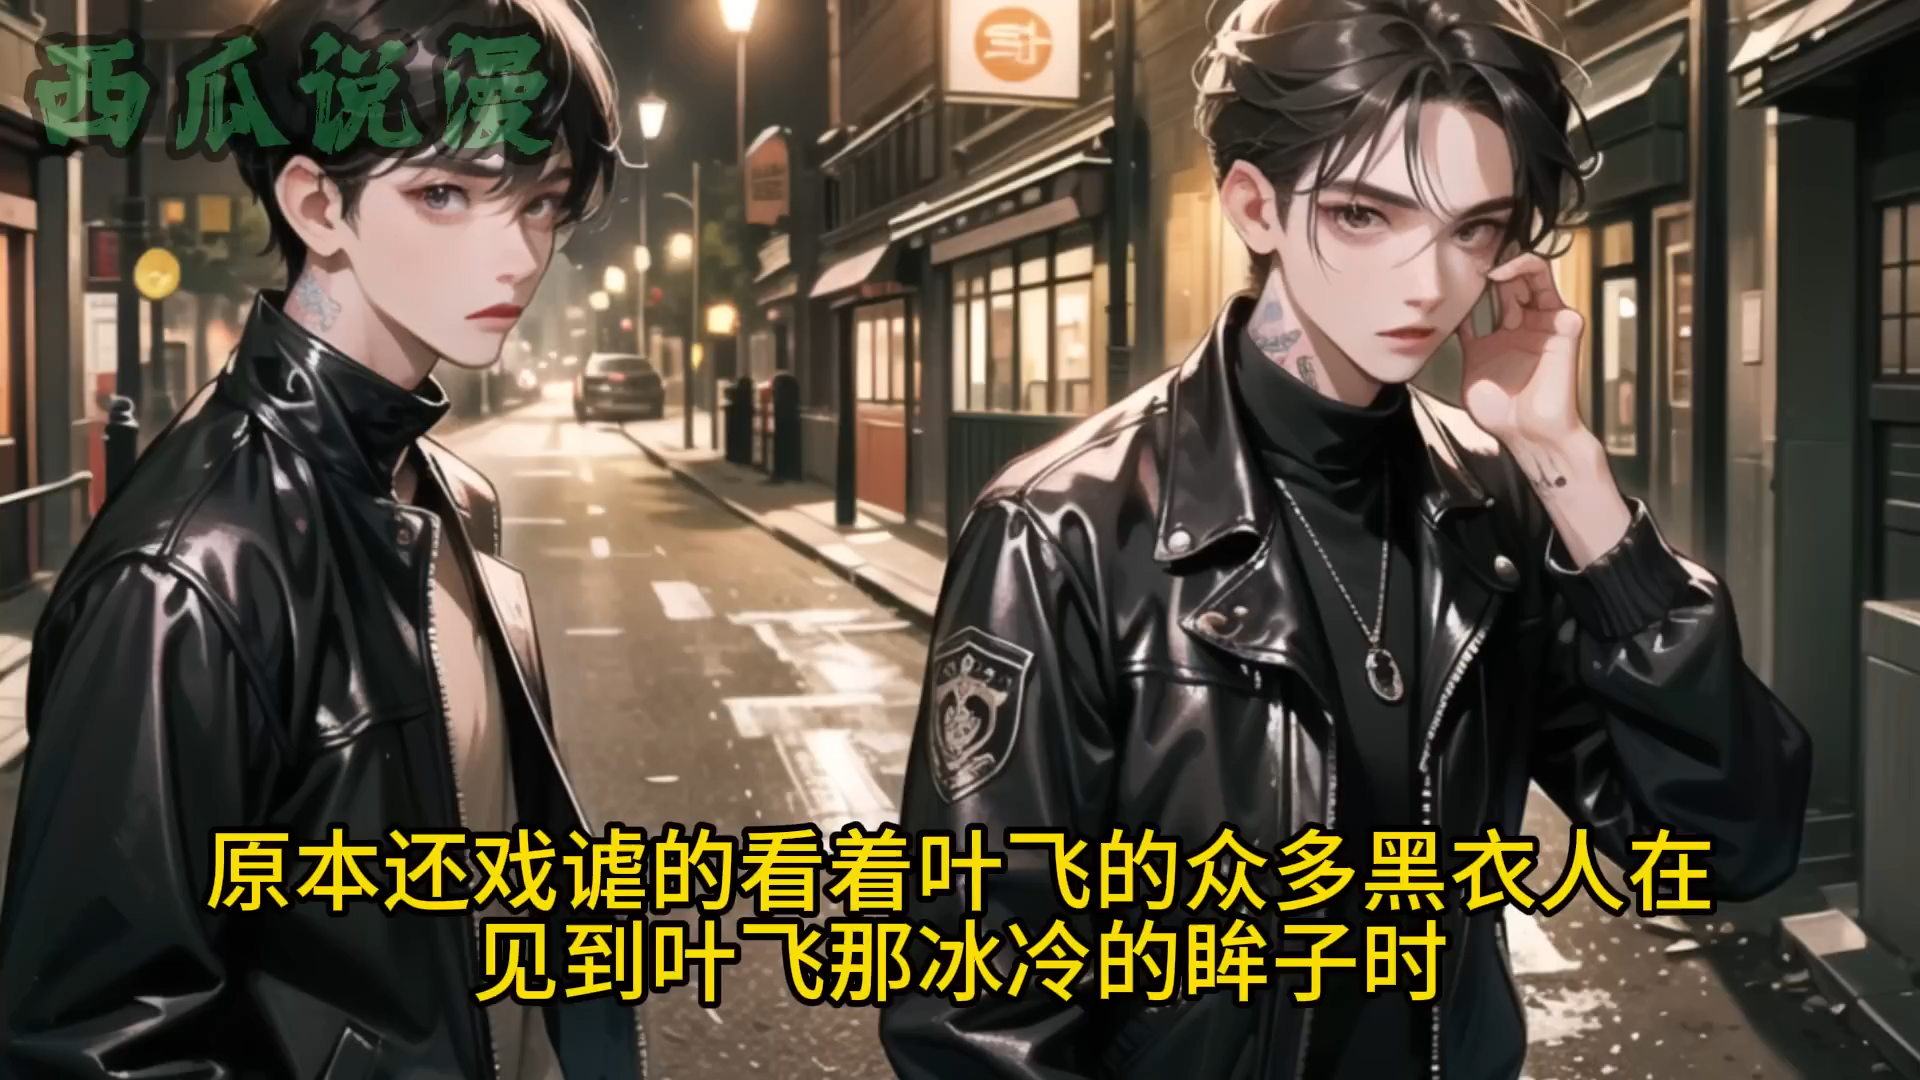 西瓜说漫
原本还戏谑的看着叶飞的众多黑衣人在
见到叶飞那冰冷的眸子时